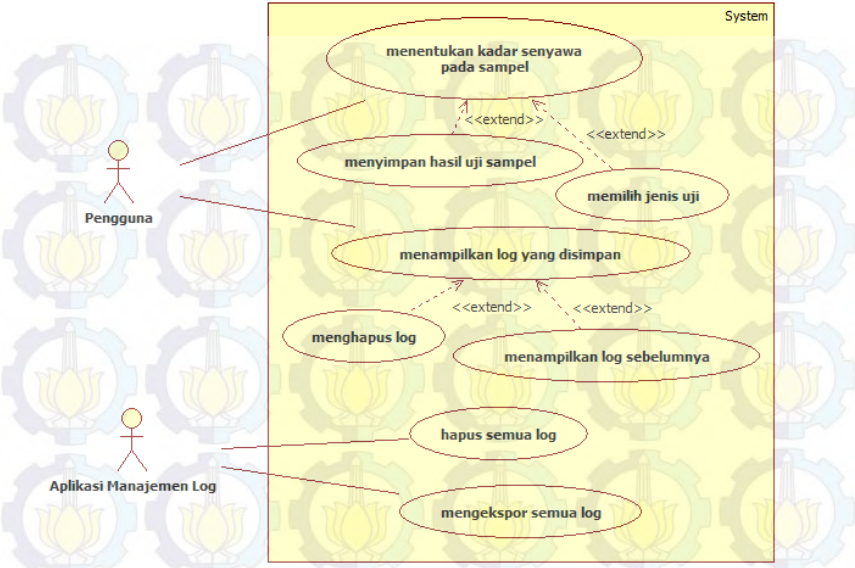 System
menentukan kadar senyawa
pada sampel
<<extend>>
<<extend>>
menyimpan hasil uji sampel
memilih jenis uji
Pengguna
menampilkan log yang disimpan
<<extend>>
<<extend>>
menghapus log
menampilkan log sebelumnya
hapus semua log
Aplikasi Manajemen Log
mengekspor semua log